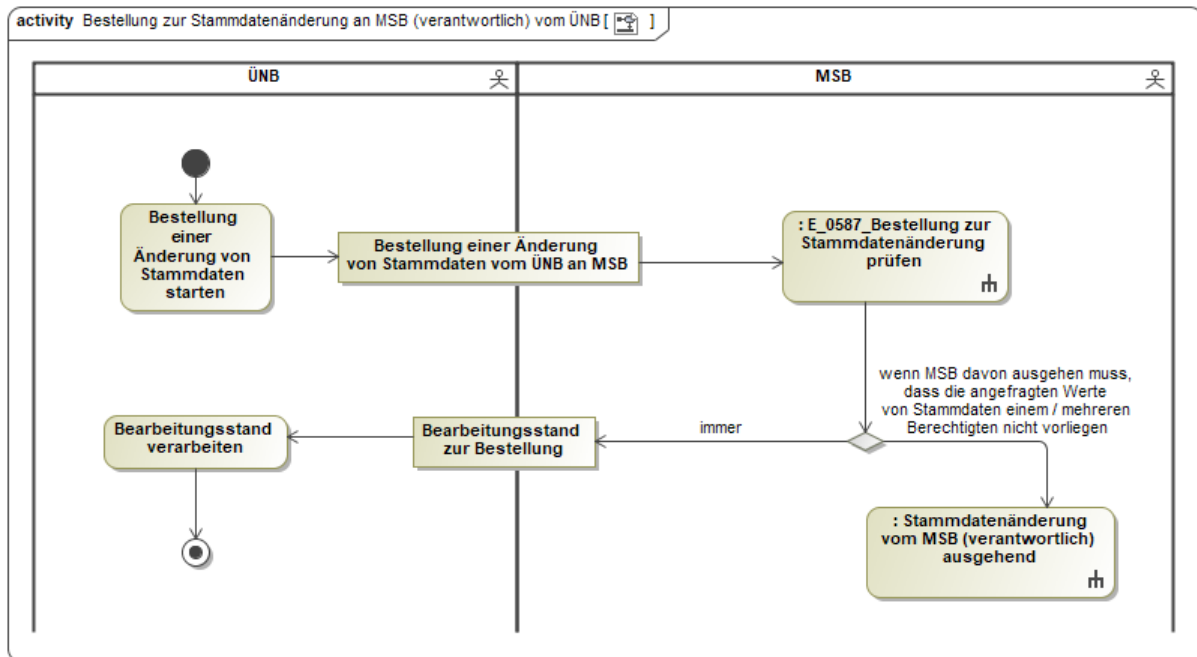 activity Bestellung zur Stammdatenänderung an MSB (verantwortlich) vom ÜNB [ ]
ÜNB
MSB
Bestellung
einer
Änderung von
Stammdaten
starten
Bestellung einer Änderung
von Stammdaten vom ÜNB an MSB
: E_0587_Bestellung zur
Stammdatenänderung
prüfen
wenn MSB davon ausgehen muss,
dass die angefragten Werte
von Stammdaten einem / mehreren
Berechtigten nicht vorliegen
immer
Bearbeitungsstand
zur Bestellung
Bearbeitungsstand
verarbeiten
: Stammdatenänderung
vom MSB (verantwortlich)
ausgehend